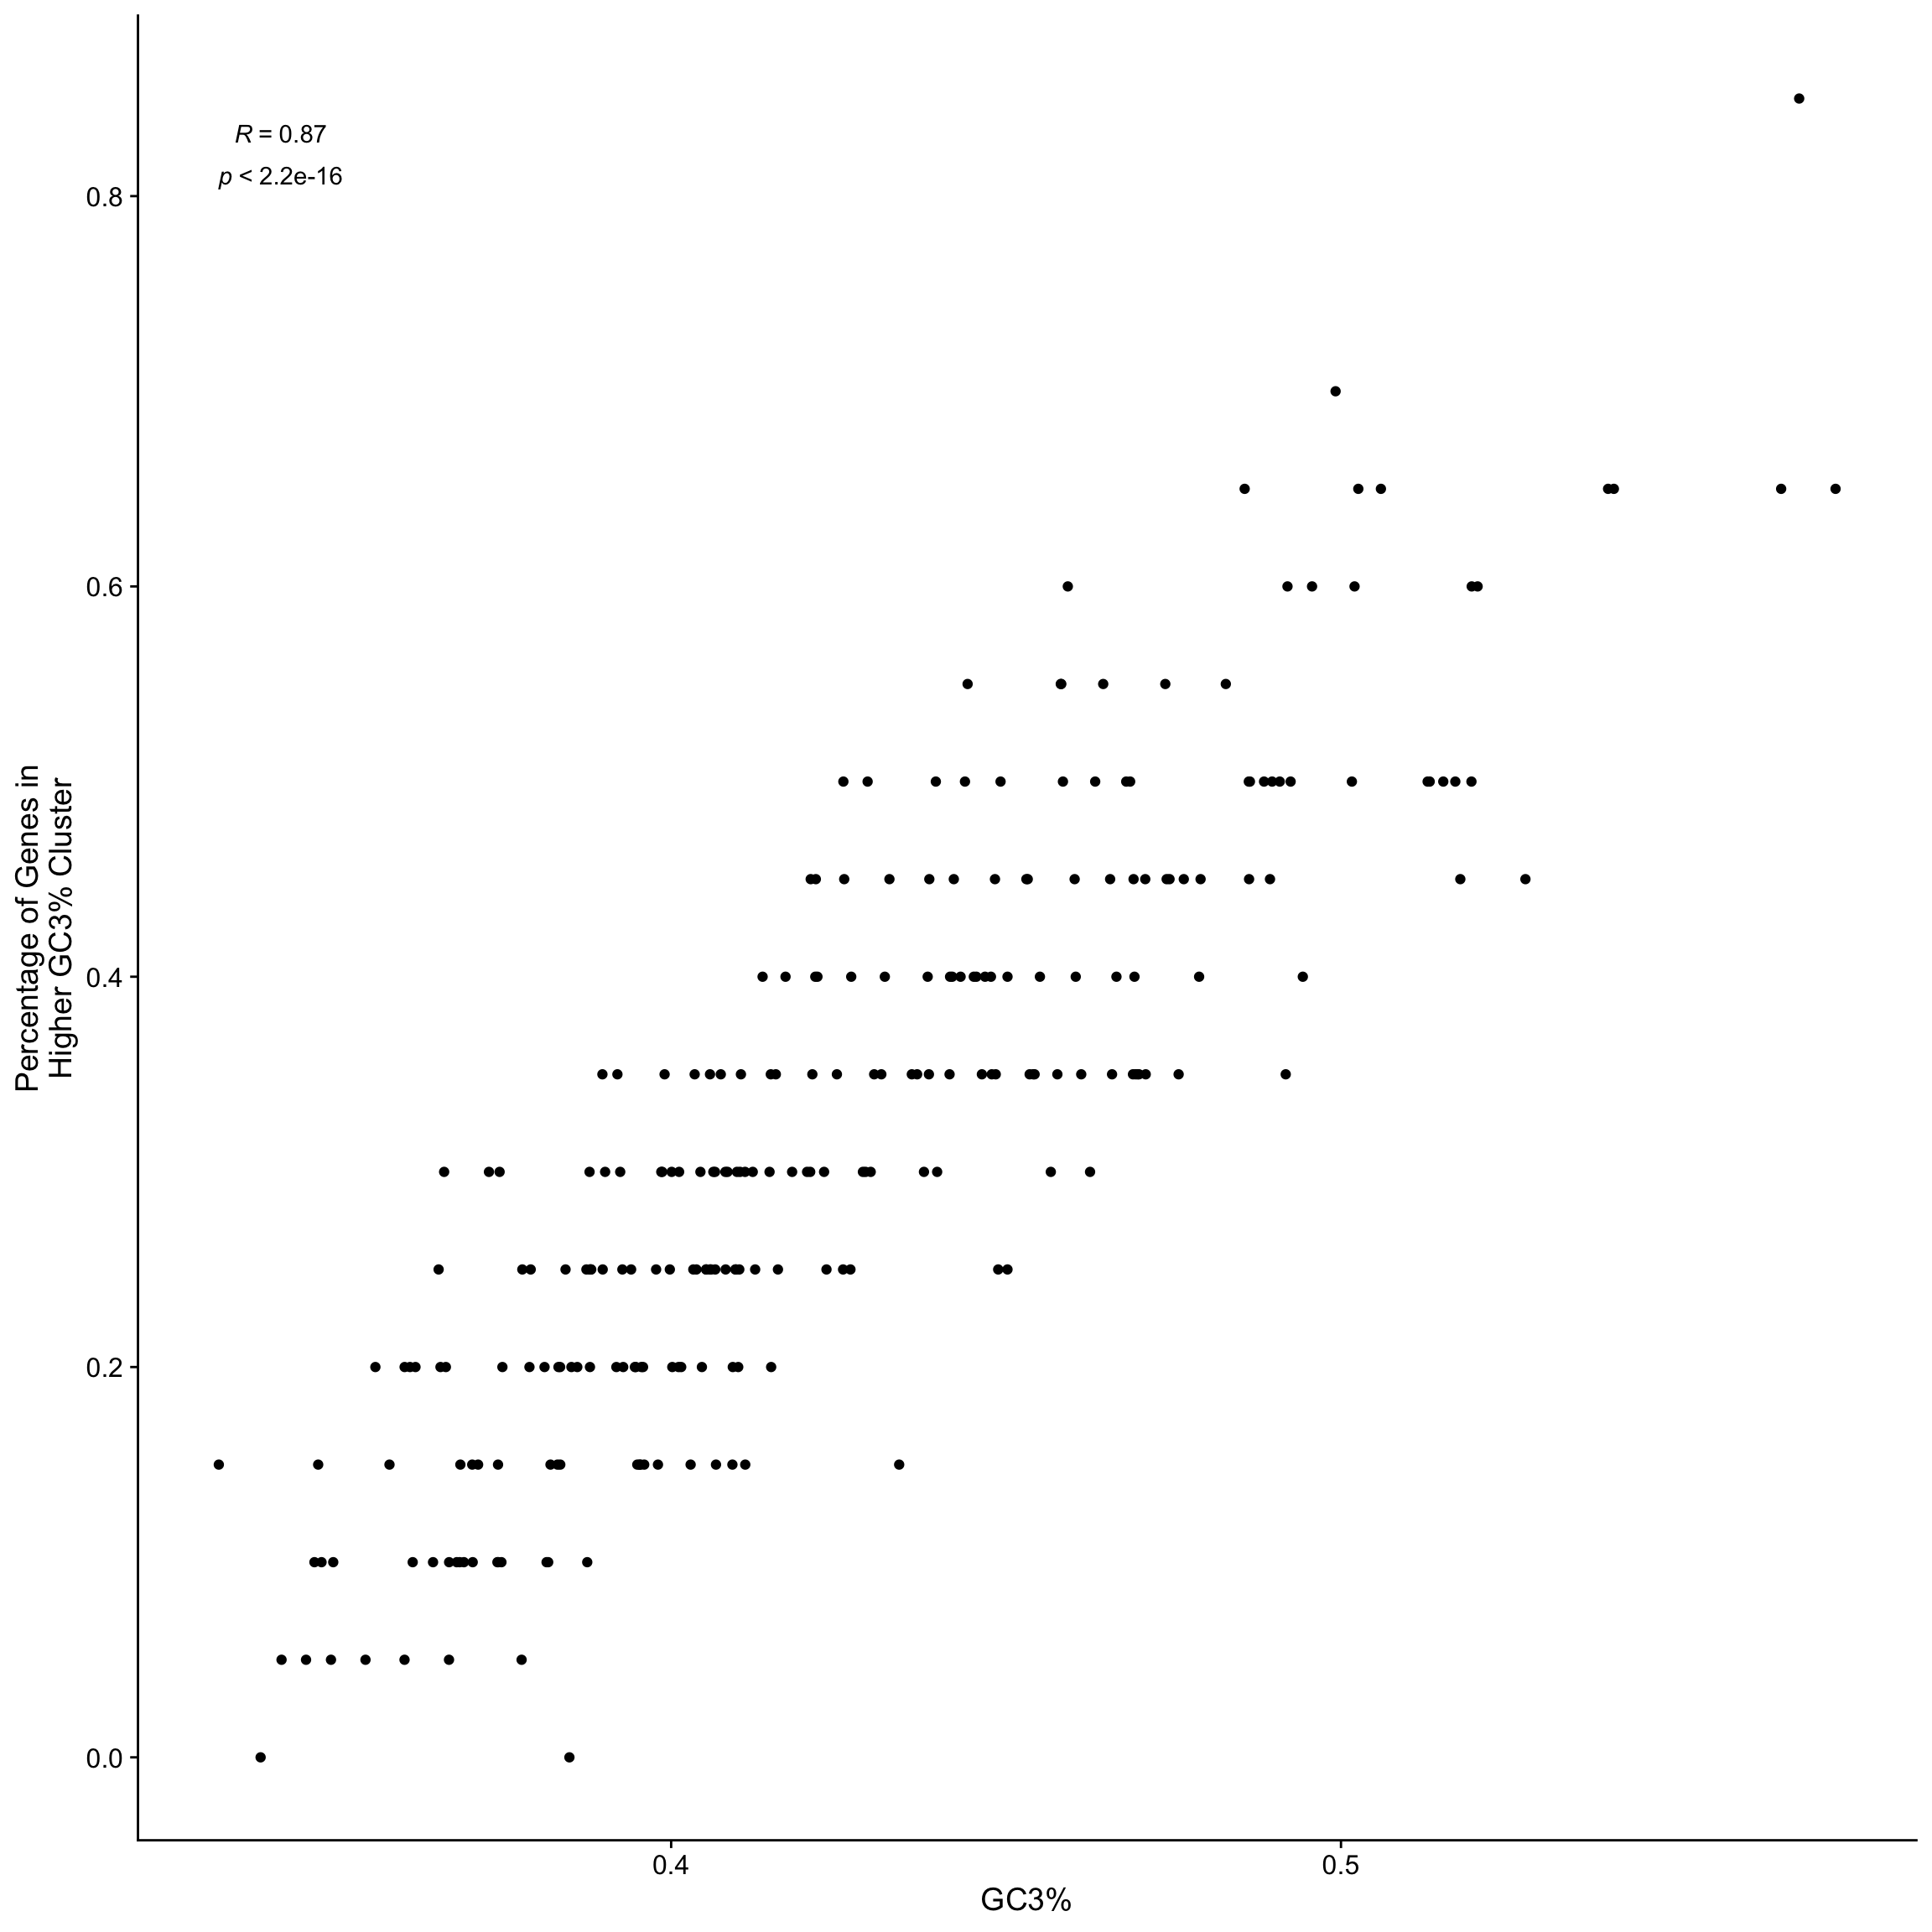 R = 0.87
p < 2.2e-16
0.8
0.6
0.4
0.2
0.0
Percentage of Genes in
Higher GC3% Cluster
0.4
0.5
GC3%